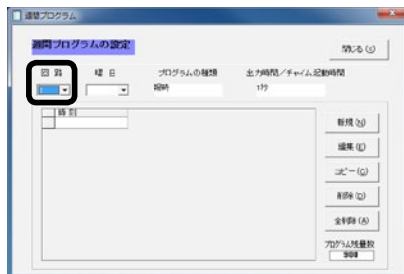 週間プログラム
週間プログラムの設定
閉じる(S)
回路 曜日 プログラムの種類 出力時間/チャイム起動時間
報時 1秒
時刻
新規(N)
編集(E)
コピー(C)
削除(D)
全削除(A)
プログラム残量数
900